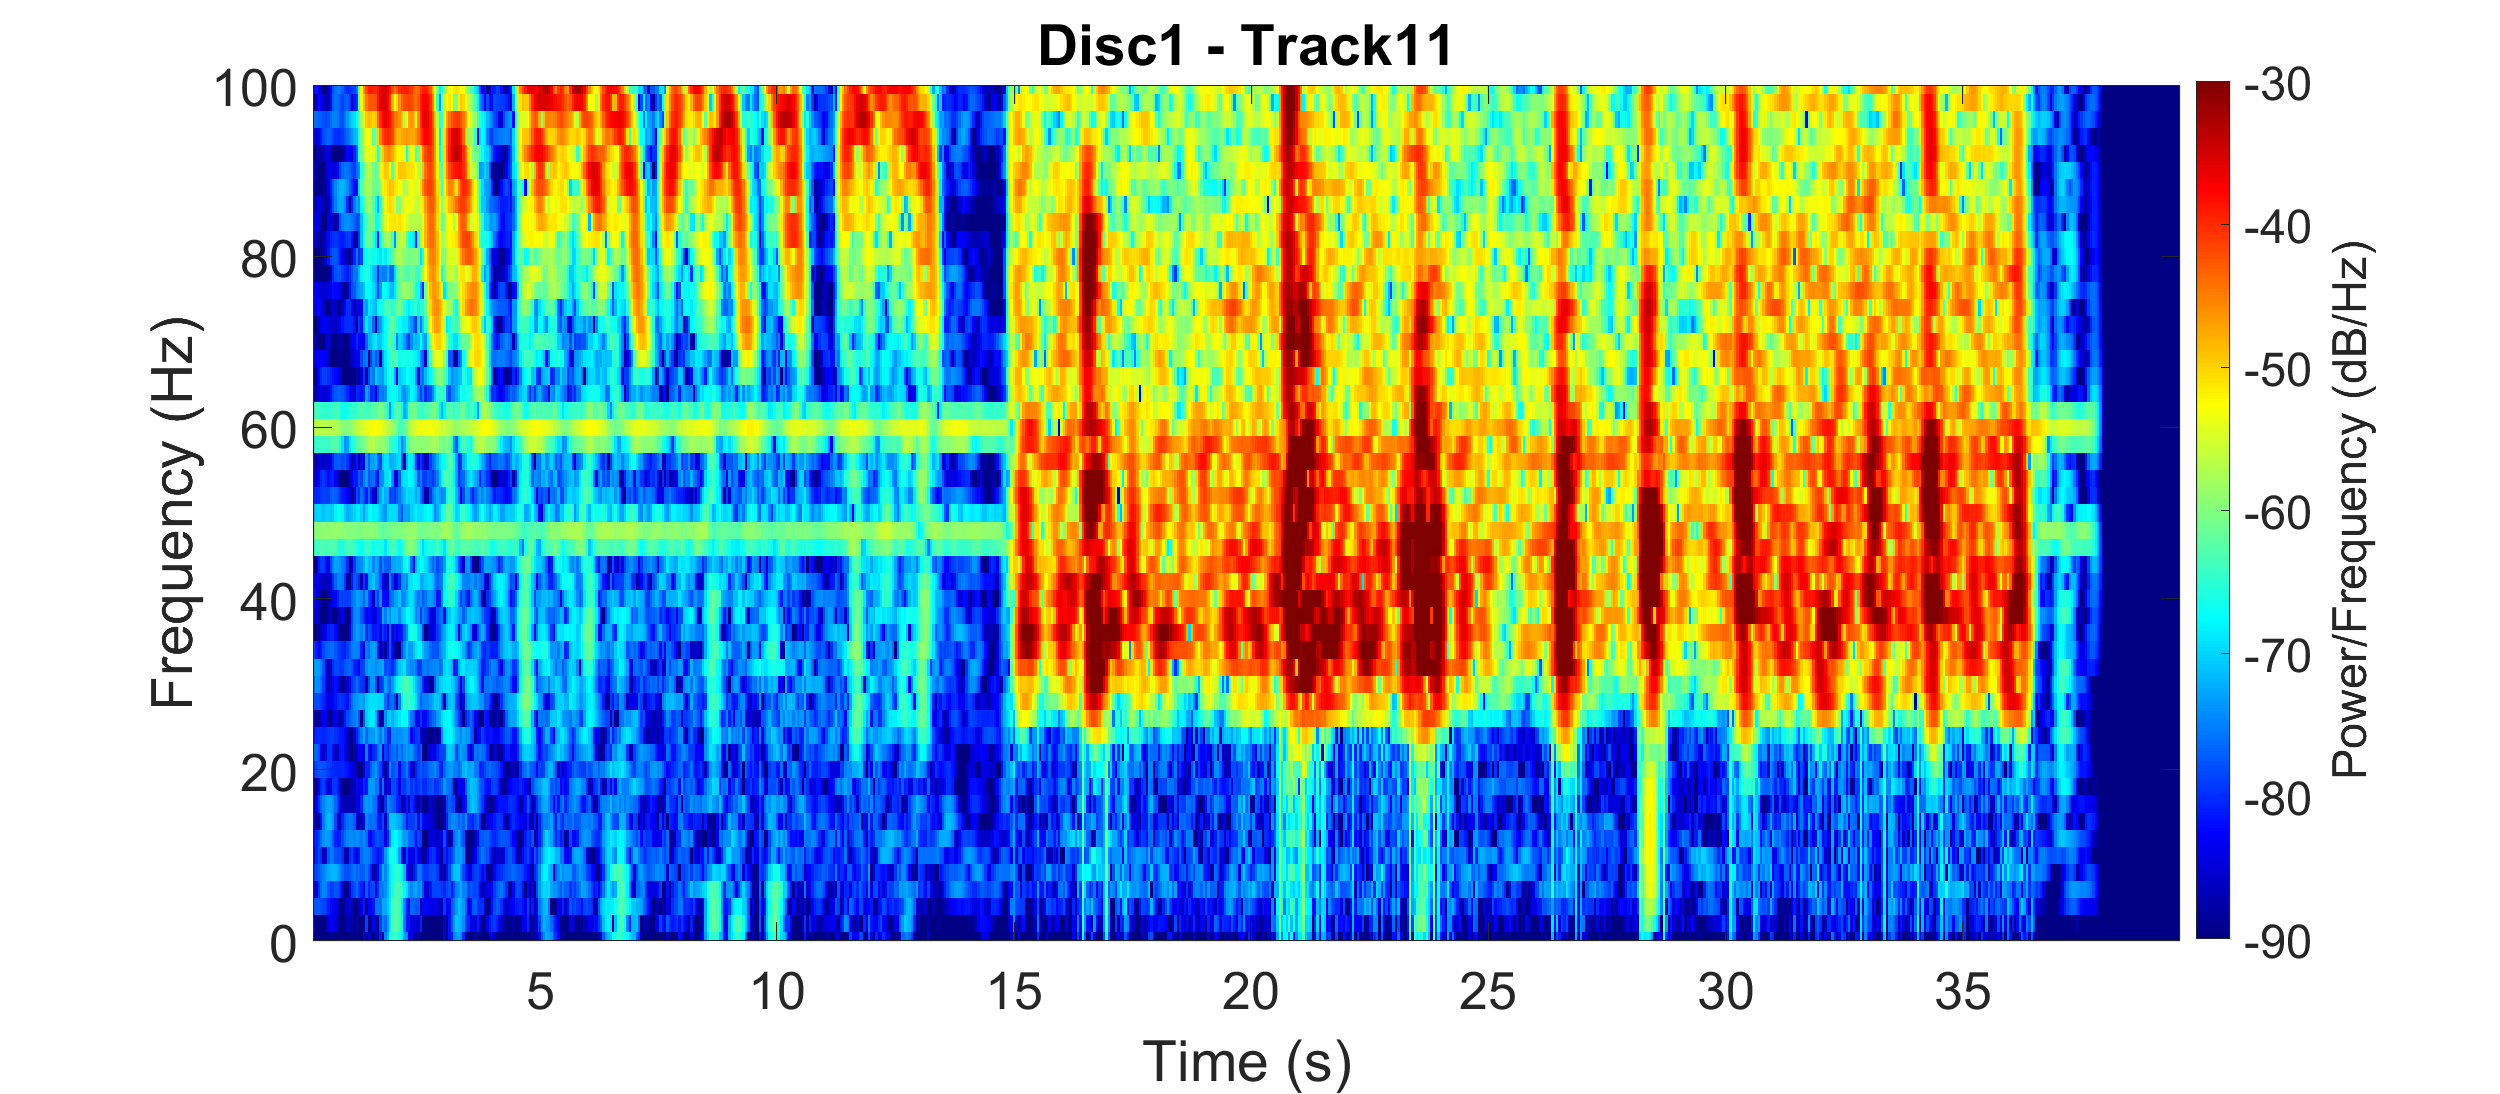 Disc1 - Track11
100
80
60
40
20
0
Frequency (Hz)
5 10 15 20 25 30 35
Time (s)
-30
-40
-50
-60
-70
-80
-90
Power/Frequency (dB/Hz)